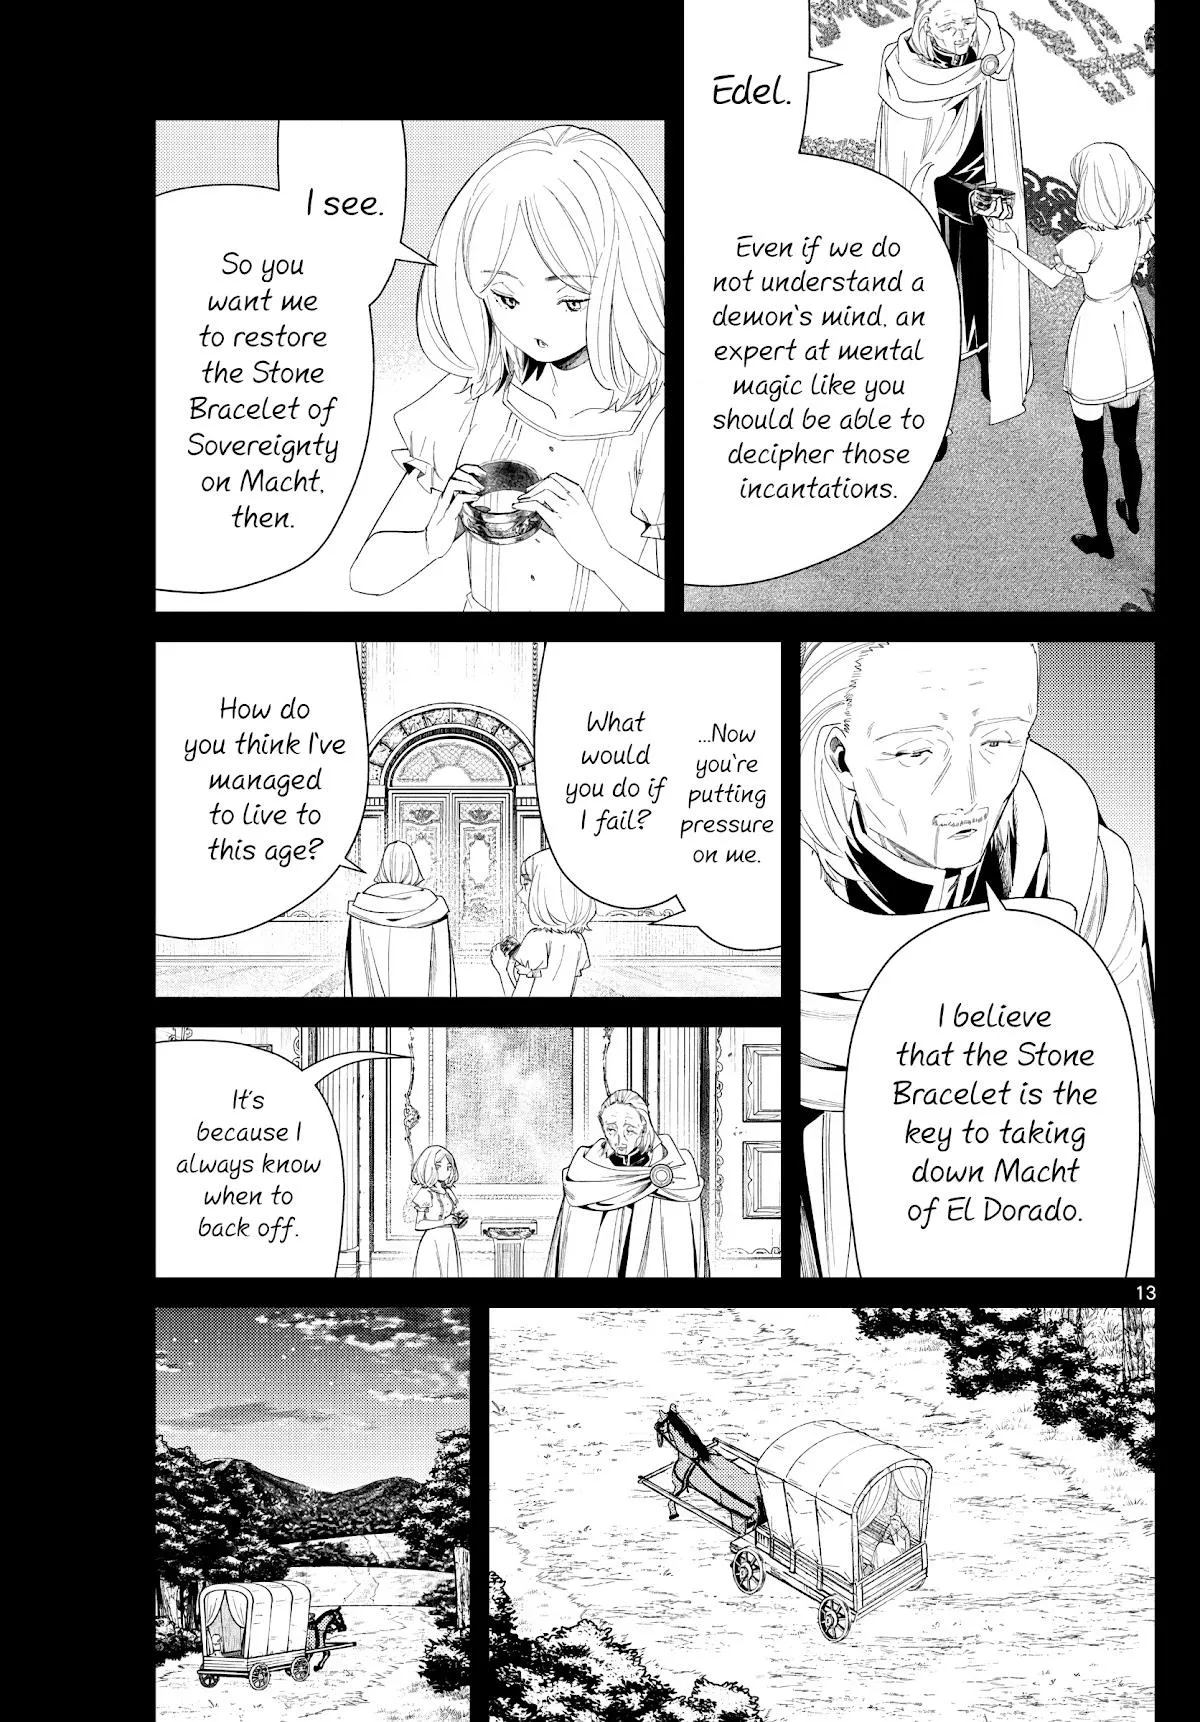 Edel.
Even if we do
not understand a
demon's mind, an
expert at mental
magic like you
should be able to
decipher those
incantations.
I see.
So you
want me
to restore
the Stone
Bracelet of
Sovereignty
on Macht,
then.
I believe
that the Stone
Bracelet is the
key to taking
down Macht
of El Dorado.
...Now
you're
putting
pressure
on me.
What
would
you do if
I fail?
How do
you think I've
managed
to live to
this age?
It's
because I
always know
when to
back off.
13